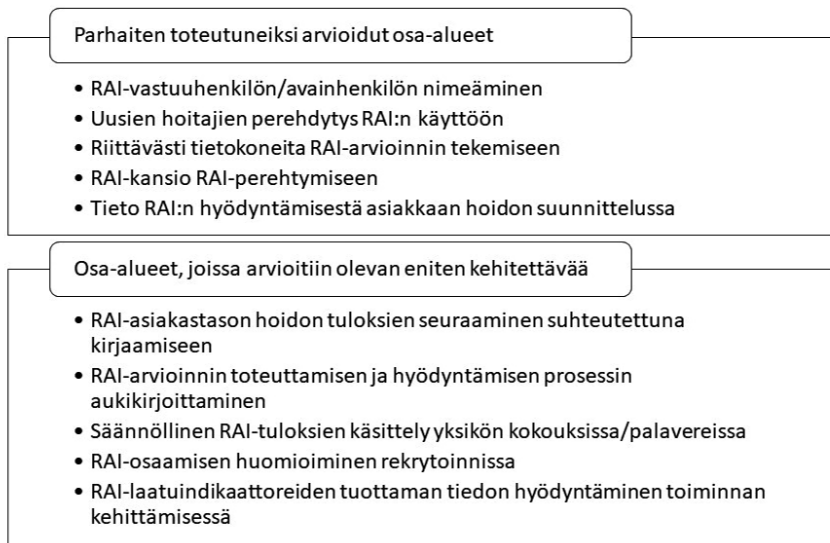 Parhaiten toteutuneiksi arvioidut osa-alueet
• RAI-vastuuhenkilön/avainhenkilön nimeäminen
• Uusien hoitajien perehdytys RAI:n käyttöön
• Riittävästi tietokoneita RAI-arvioinnin tekemiseen
• RAI-kansio RAI-perehtymiseen
• Tieto RAI:n hyödyntämisestä asiakkaan hoidon suunnittelussa
Osa-alueet, joissa arvioitiin olevan eniten kehitettävää
• RAI-asiakastason hoidon tuloksien seuraaminen suhteutettuna
kirjaamiseen
• RAI-arvioinnin toteuttamisen ja hyödyntämisen prosessin
aukikirjoittaminen
• Säännöllinen RAI-tuloksien käsittely yksikön kokouksissa/palavereissa
• RAI-osaamisen huomioiminen rekrytoinnissa
• RAI-laatuindikaattoreiden tuottaman tiedon hyödyntäminen toiminnan
kehittämisessä